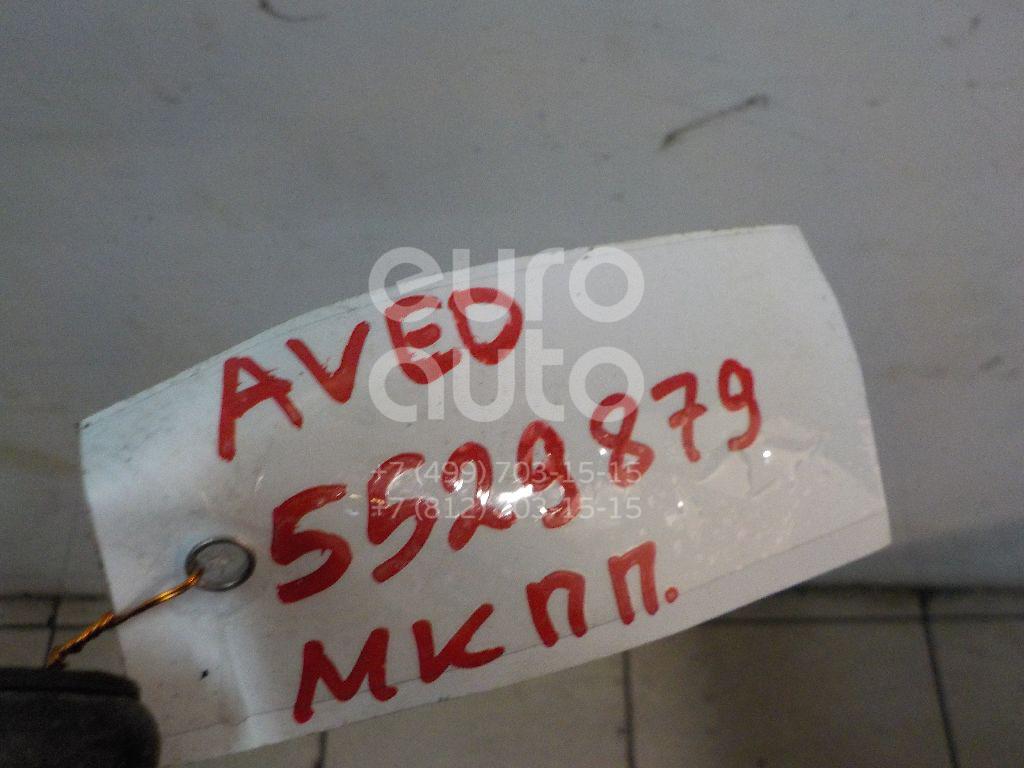 euro
auto
AVEO
+7 (499) 703-15-15
+7 (812) 703-15-15
5529879
МКПП.